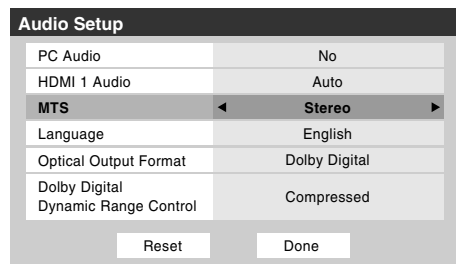 Audio Setup
PC Audio No
HDMI 1 Audio Auto
MTS Stereo
Language English
Optical Output Format Dolby Digital
Dolby Digital
Dynamic Range Control Compressed
Reset Done